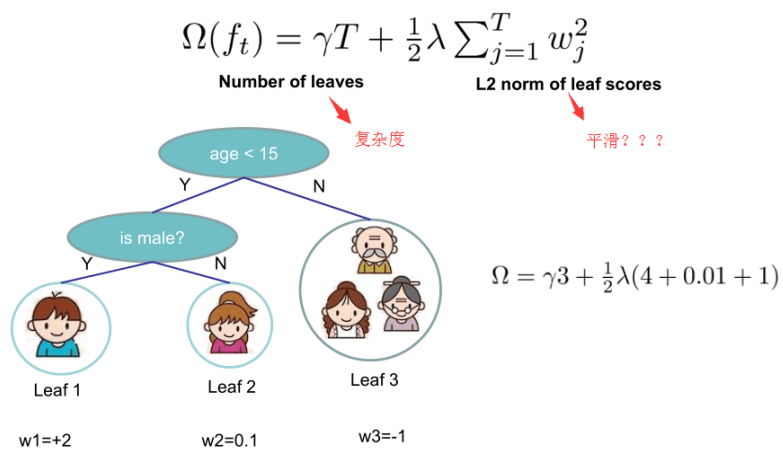 Ω(f_t) = γT + ½λ∑_{j=1}^{T} w_j^2
Number of leaves
L2 norm of leaf scores
复杂度
平滑？？？
age < 15
Y
N
is male?
Y
N
Ω = γ3 + ½λ(4 + 0.01 + 1)
Leaf 1
Leaf 2
Leaf 3
w1=+2
w2=0.1
w3=-1